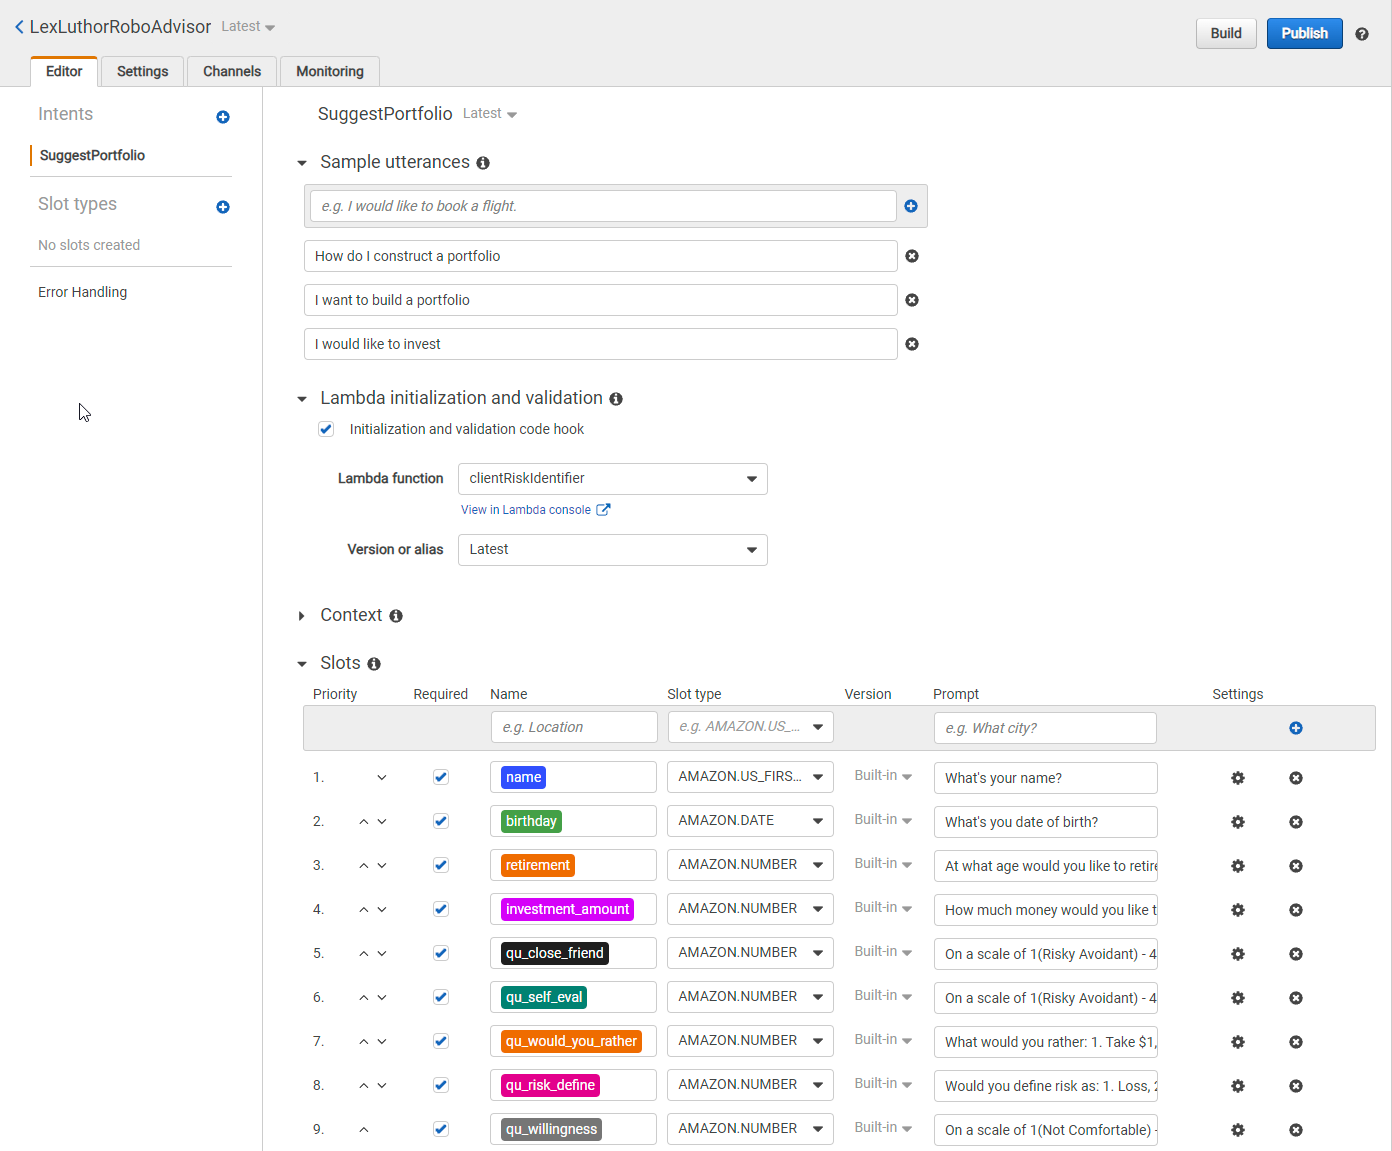 LexLuthorRoboAdvisor Latest
Build Publish
Editor Settings Channels Monitoring
Intents
SuggestPortfolio
Slot types
No slots created
Error Handling
SuggestPortfolio Latest
Sample utterances
e.g. I would like to book a flight.
How do I construct a portfolio
I want to build a portfolio
I would like to invest
Lambda initialization and validation
Initialization and validation code hook
Lambda function clientRiskIdentifier
View in Lambda console
Version or alias Latest
Context
Slots
Priority Required Name Slot type Version Prompt Settings
e.g. Location e.g. AMAZON.US_... e.g. What city?
1. name AMAZON.US_FIRS... Built-in What's your name?
2. birthday AMAZON.DATE Built-in What's you date of birth?
3. retirement AMAZON.NUMBER Built-in At what age would you like to retire
4. investment_amount AMAZON.NUMBER Built-in How much money would you like t
5. qu_close_friend AMAZON.NUMBER Built-in On a scale of 1(Risky Avoidant) - 4
6. qu_self_eval AMAZON.NUMBER Built-in On a scale of 1(Risky Avoidant) - 4
7. qu_would_you_rather AMAZON.NUMBER Built-in What would you rather: 1. Take $1,
8. qu_risk_define AMAZON.NUMBER Built-in Would you define risk as: 1. Loss, 2
9. qu_willingness AMAZON.NUMBER Built-in On a scale of 1(Not Comfortable) -